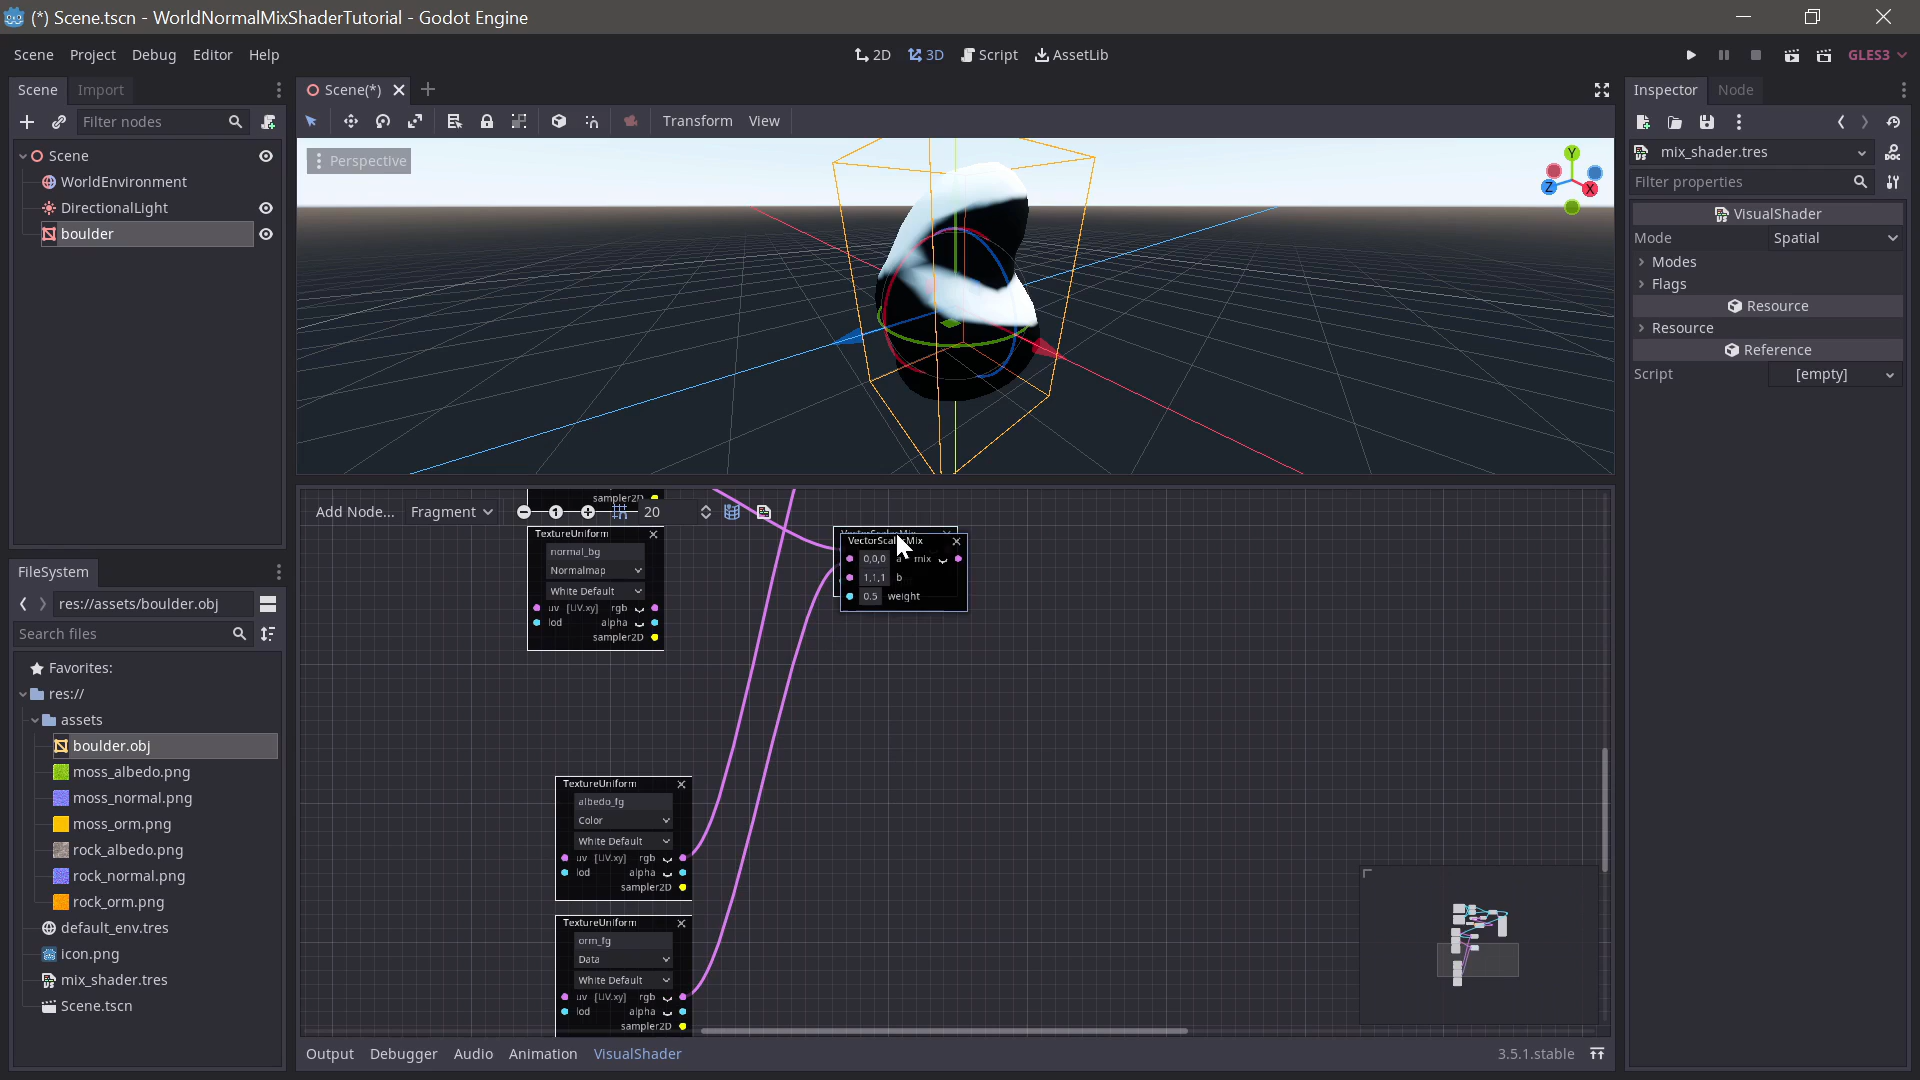 (*) Scene.tscn - WorldNormalMixShaderTutorial - Godot Engine
Scene Project Debug Editor Help
2D 3D Script AssetLib
GLES3
Scene Import
Filter nodes
Scene
WorldEnvironment
DirectionalLight
boulder
FileSystem
res://assets/boulder.obj
Search files
Favorites:
res://
assets
boulder.obj
moss_albedo.png
moss_normal.png
moss_orm.png
rock_albedo.png
rock_normal.png
rock_orm.png
default_env.tres
icon.png
mix_shader.tres
Scene.tscn
Scene(*)
Transform View
Perspective
Y
Z
X
Add Node... Fragment 20
sampler2D
TextureUniform
normal_bg
Normalmap
White Default
uv [UV.xy] rgb
lod alpha
sampler2D
0,0,0 a mix
1,1,1 b
0.5 weight
TextureUniform
albedo_fg
Color
White Default
uv [UV.xy] rgb
lod alpha
sampler2D
TextureUniform
orm_fg
Data
White Default
uv [UV.xy] rgb
lod alpha
sampler2D
Output Debugger Audio Animation VisualShader
3.5.1.stable
Inspector Node
mix_shader.tres
Filter properties
VisualShader
Mode Spatial
Modes
Flags
Resource
Resource
Reference
Script [empty]